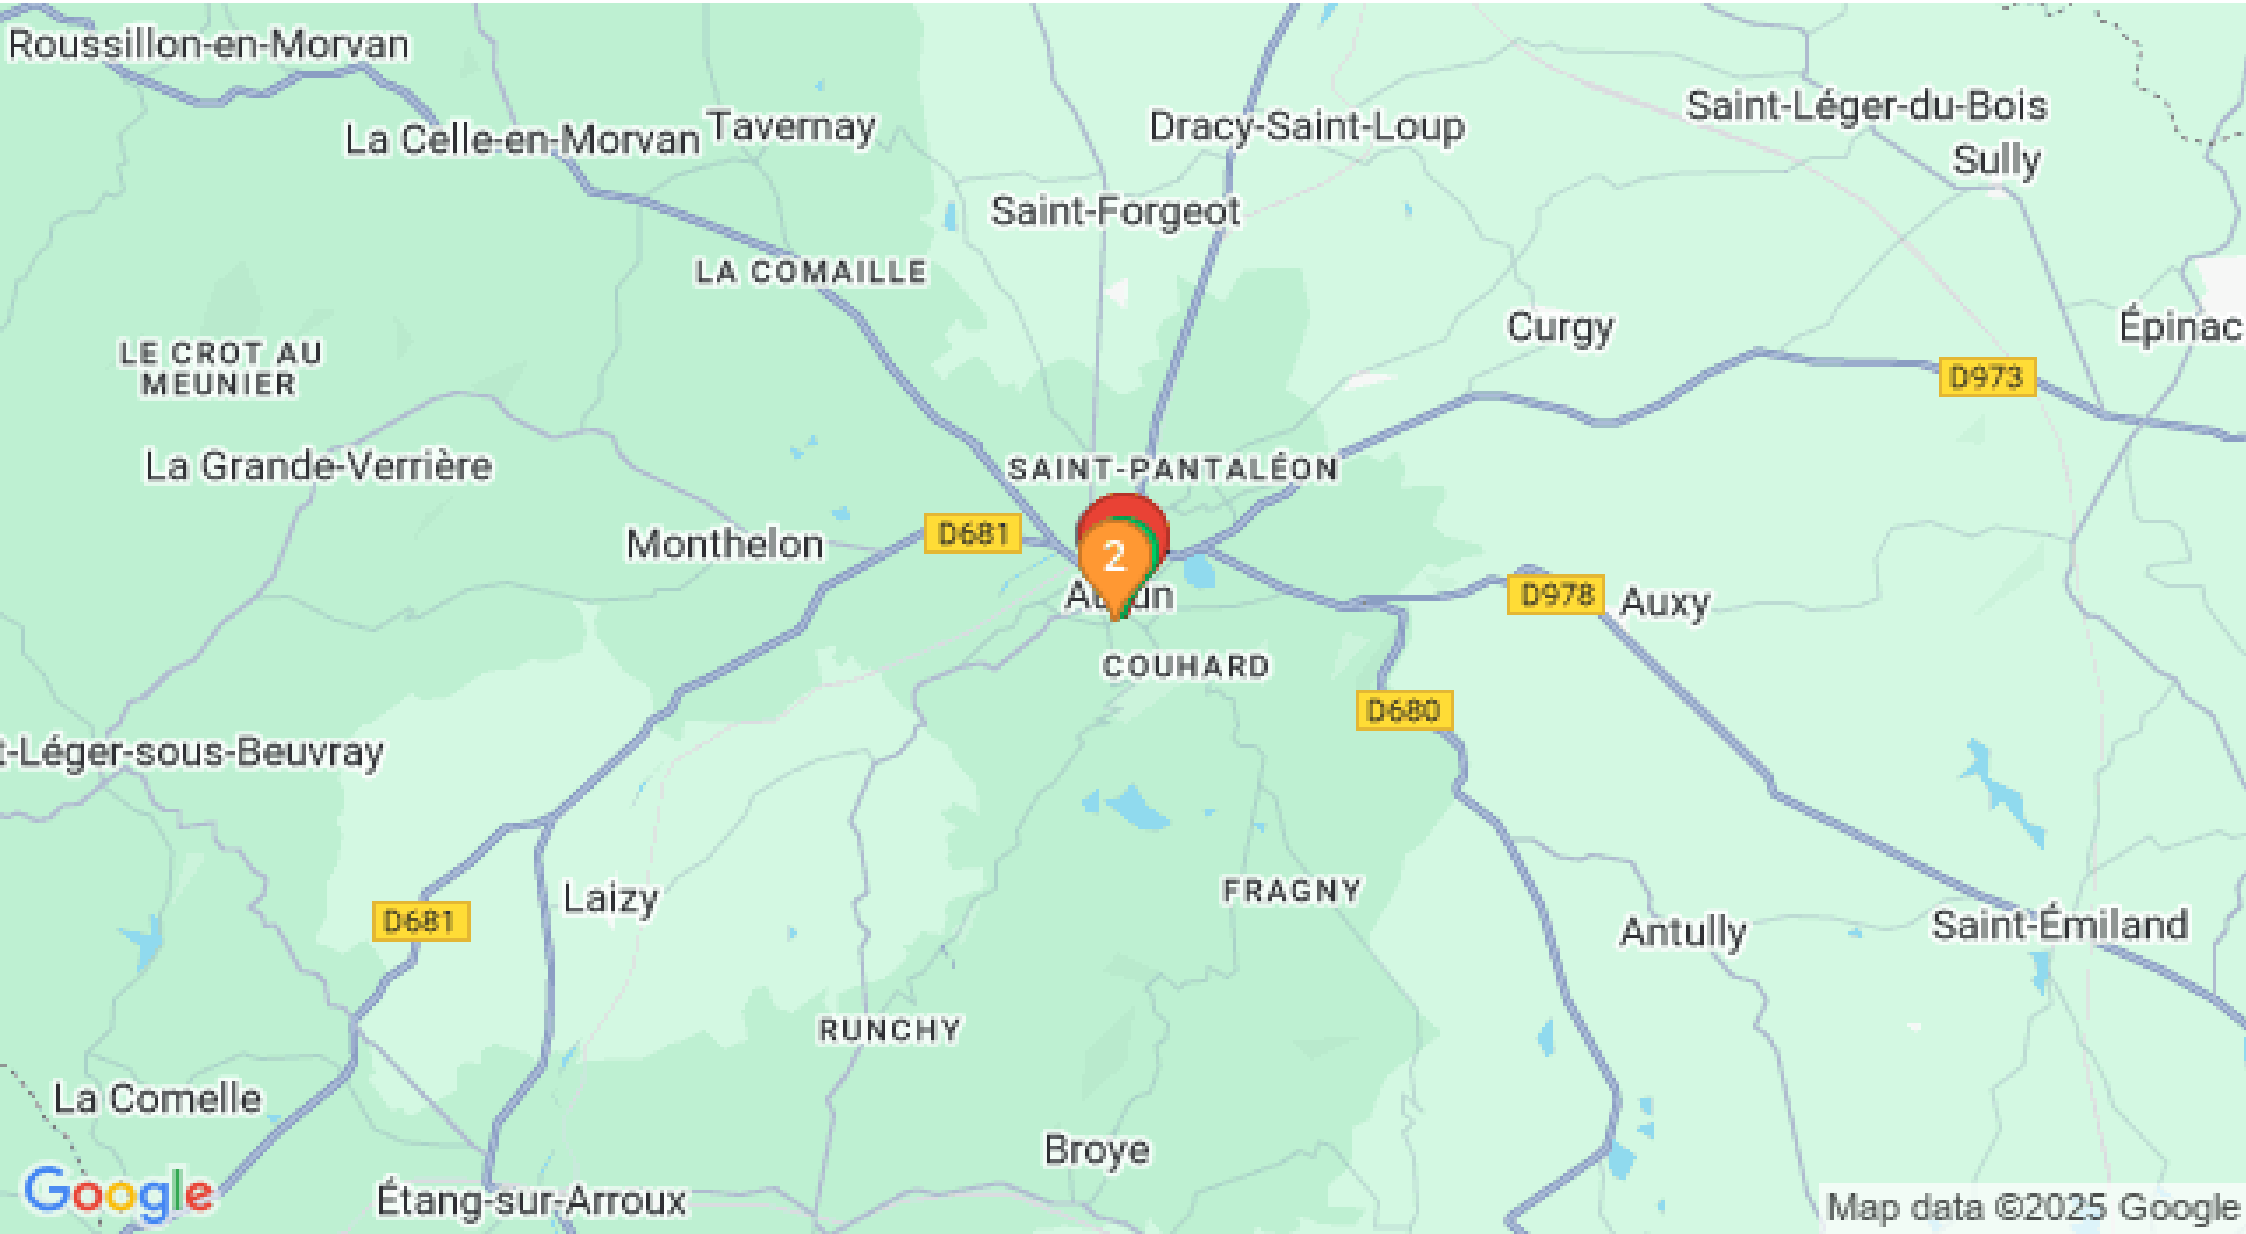 Roussillon-en-Morvan
La Celle-en-Morvan
Tavernay
Dracy-Saint-Loup
Saint-Léger-du-Bois
Sully
Saint-Forgeot
LA COMAILLE
Curgy
Épinac
LE CROT AU
MEUNIER
D973
La Grande-Verrière
SAINT-PANTALÉON
D681
Monthelon
2
D978
Auxy
COUHARD
D680
t-Léger-sous-Beuvray
Laizy
FRAGNY
D681
Antully
Saint-Émiland
RUNCHY
La Comelle
Broye
Étang-sur-Arroux
Google
Map data ©2025 Google